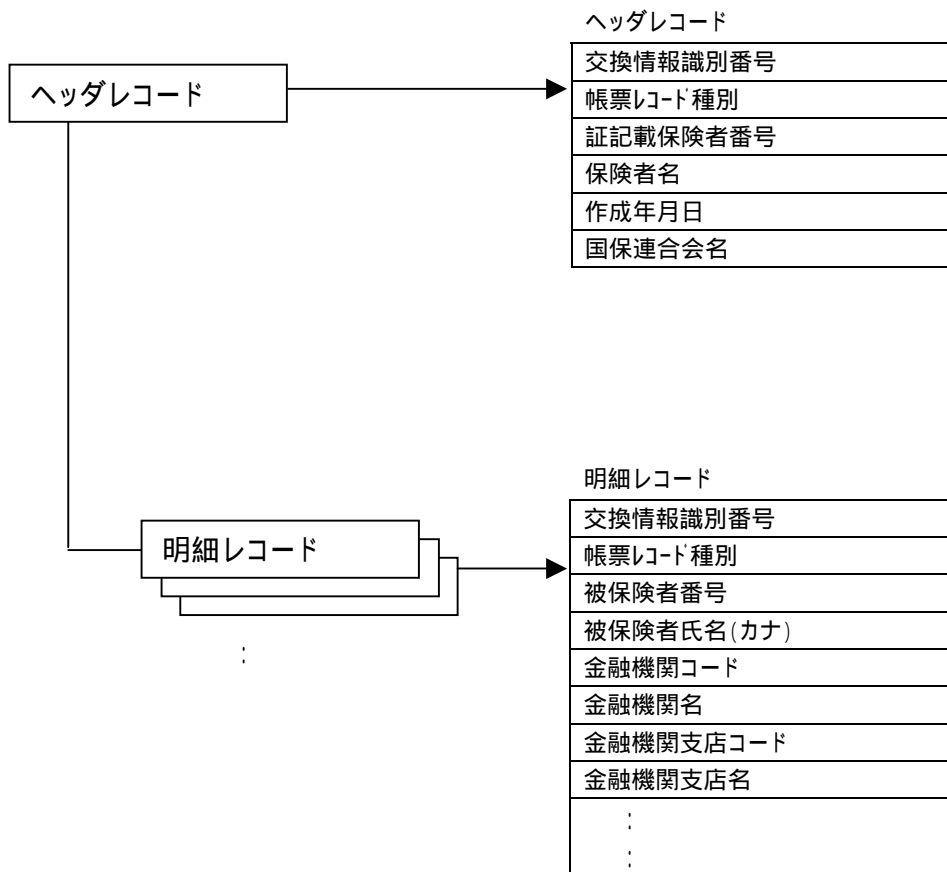 ヘッダレコード
ヘッダレコード
交換情報識別番号
帳票ﾚｺｰﾄﾞ種別
証記載保険者番号
保険者名
作成年月日
国保連合会名
明細レコード
:
明細レコード
交換情報識別番号
帳票ﾚｺｰﾄﾞ種別
被保険者番号
被保険者氏名(カナ)
金融機関コード
金融機関名
金融機関支店コード
金融機関支店名
:
: